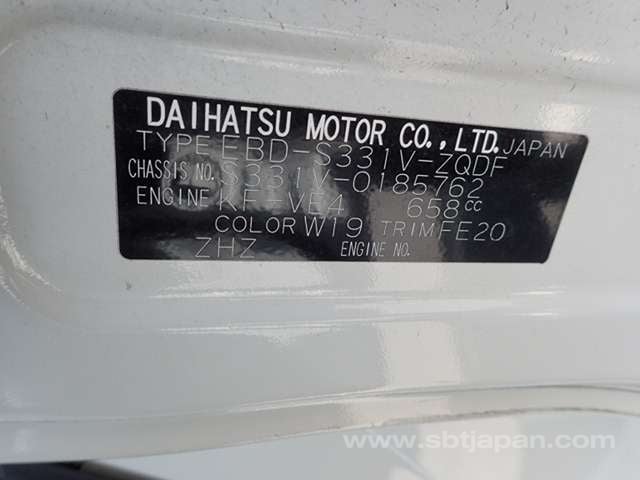 DAIHATSU MOTOR CO., LTD. JAPAN
TYPE EBD-S331V-ZQDF
CHASSIS NO. S331V-0185762
ENGINE KF-VE4 658cc
COLOR W19 TRIM FE20
ZHZ ENGINE NO.
www.sbtjapan.com